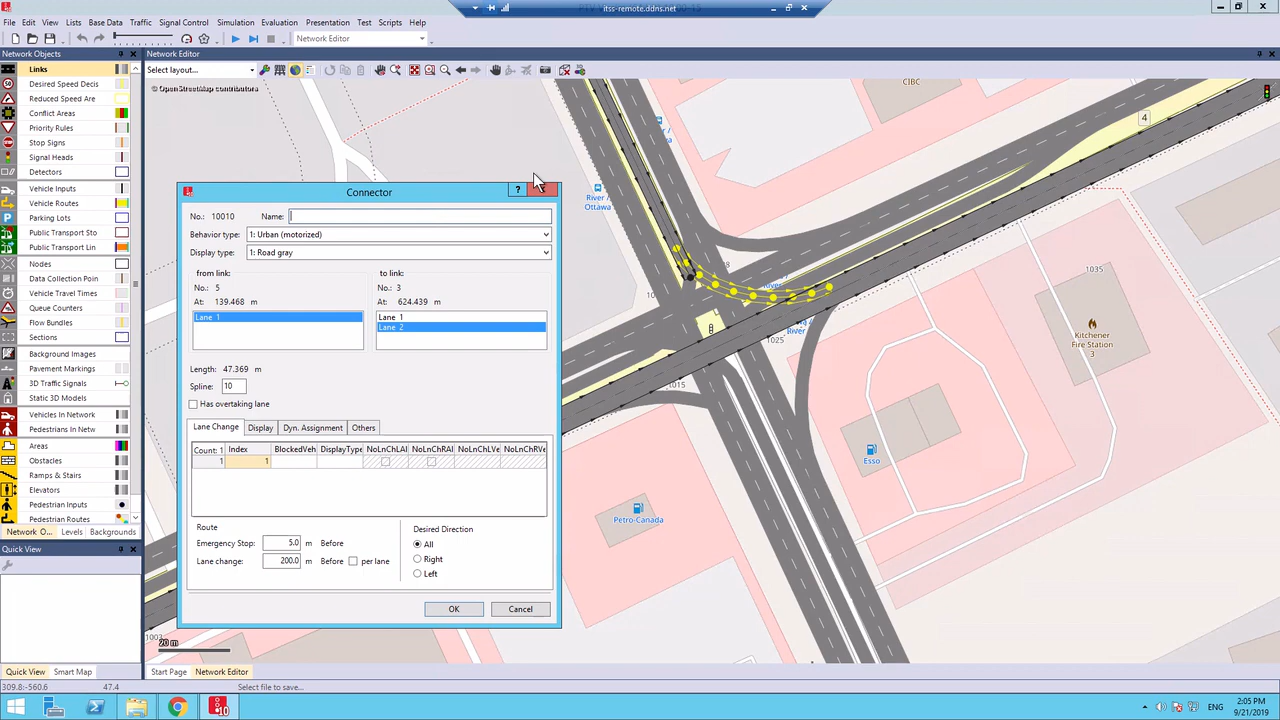 itss-remote.ddns.net
File Edit View Lists Base Data Traffic Signal Control Simulation Evaluation Presentation Test Scripts Help
Network Editor
Network Objects
Network Editor
Select layout...
© OpenStreetMap contributors
Links
Desired Speed Decis
Reduced Speed Are
Conflict Areas
Priority Rules
Stop Signs
Signal Heads
Detectors
Vehicle Inputs
Vehicle Routes
Parking Lots
Public Transport Sto
Public Transport Lin
Nodes
Data Collection Poin
Vehicle Travel Times
Queue Counters
Flow Bundles
Sections
Background Images
Pavement Markings
3D Traffic Signals
Static 3D Models
Vehicles In Network
Pedestrians In Netw
Areas
Obstacles
Ramps & Stairs
Elevators
Pedestrian Inputs
Pedestrian Routes
Network O... Levels Backgrounds
Quick View
Quick View Smart Map
Connector
?
No.: 10010 Name:
Behavior type: 1: Urban (motorized)
Display type: 1: Road gray
from link: to link:
No.: 5 No.: 3
At: 139.468 m At: 624.439 m
Lane 1 Lane 1
Lane 2
Length: 47.369 m
Spline: 10
Has overtaking lane
Lane Change Display Dyn. Assignment Others
Count: 1 Index BlockedVeh DisplayType NoLnChLAl NoLnChRAl NoLnChLVe NoLnChRVe
1 1
Route
Emergency Stop: 5.0 m Before
Lane change: 200.0 m Before per lane
Desired Direction
All
Right
Left
OK Cancel
CIBC
4
River /
Ottawa
1035
Kitchener
Fire Station
3
River
1025
1015
Esso
Petro-Canada
1003
20 m
Start Page Network Editor
309.8:-560.6 47.4 Select file to save...
10
ENG
2:05 PM
9/21/2019